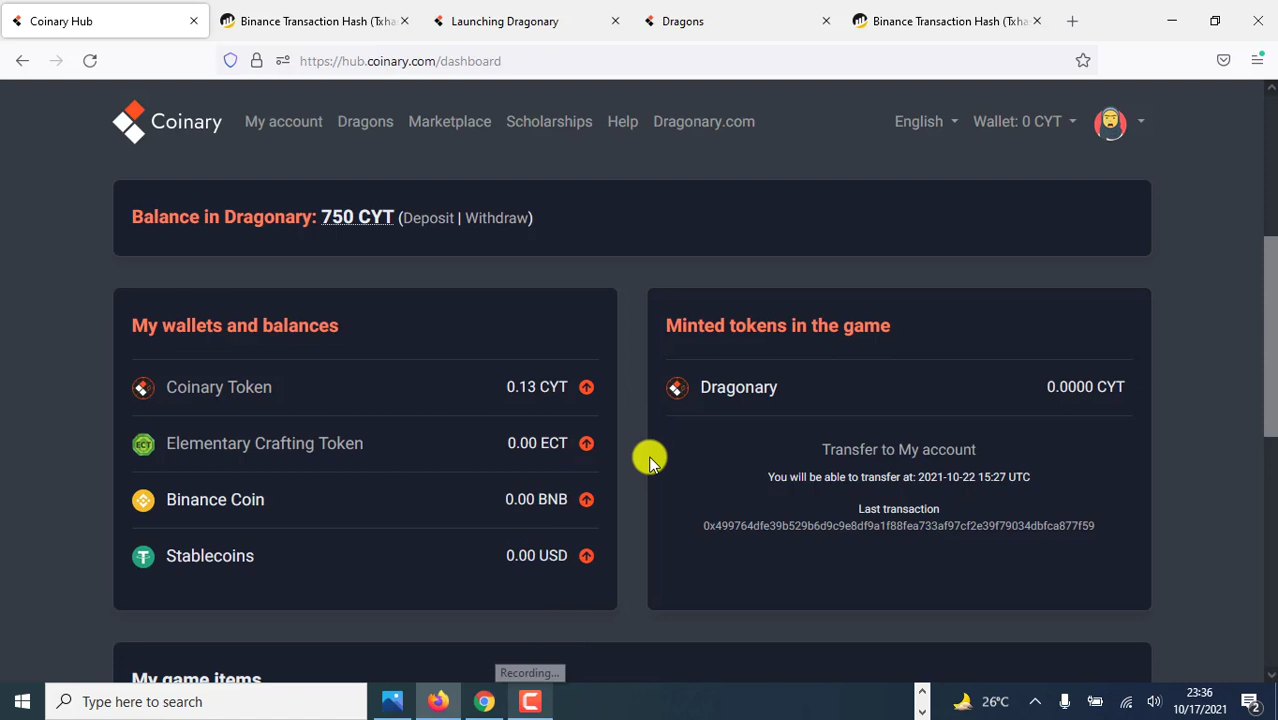 Coinary Hub
Binance Transaction Hash (Txha
Launching Dragonary
Dragons
Binance Transaction Hash (Txha
https://hub.coinary.com/dashboard
Coinary My account Dragons Marketplace Scholarships Help Dragonary.com English Wallet: 0 CYT
Balance in Dragonary: 750 CYT (Deposit | Withdraw)
My wallets and balances
Coinary Token 0.13 CYT
ECT Elementary Crafting Token 0.00 ECT
Binance Coin 0.00 BNB
Stablecoins 0.00 USD
Minted tokens in the game
Dragonary 0.0000 CYT
Transfer to My account
You will be able to transfer at: 2021-10-22 15:27 UTC
Last transaction
0x499764dfe39b529b6d9c9e8df9a1f88fea733af97cf2e39f79034dbfca877f59
My game items
Recording...
Type here to search
26°C
23:36
10/17/2021
2